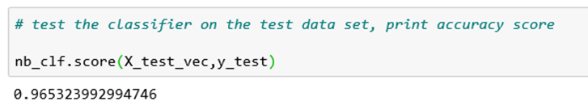 # test the classifier on the test data set, print accuracy score
nb_clf.score(X_test_vec,y_test)
0.965323992994746